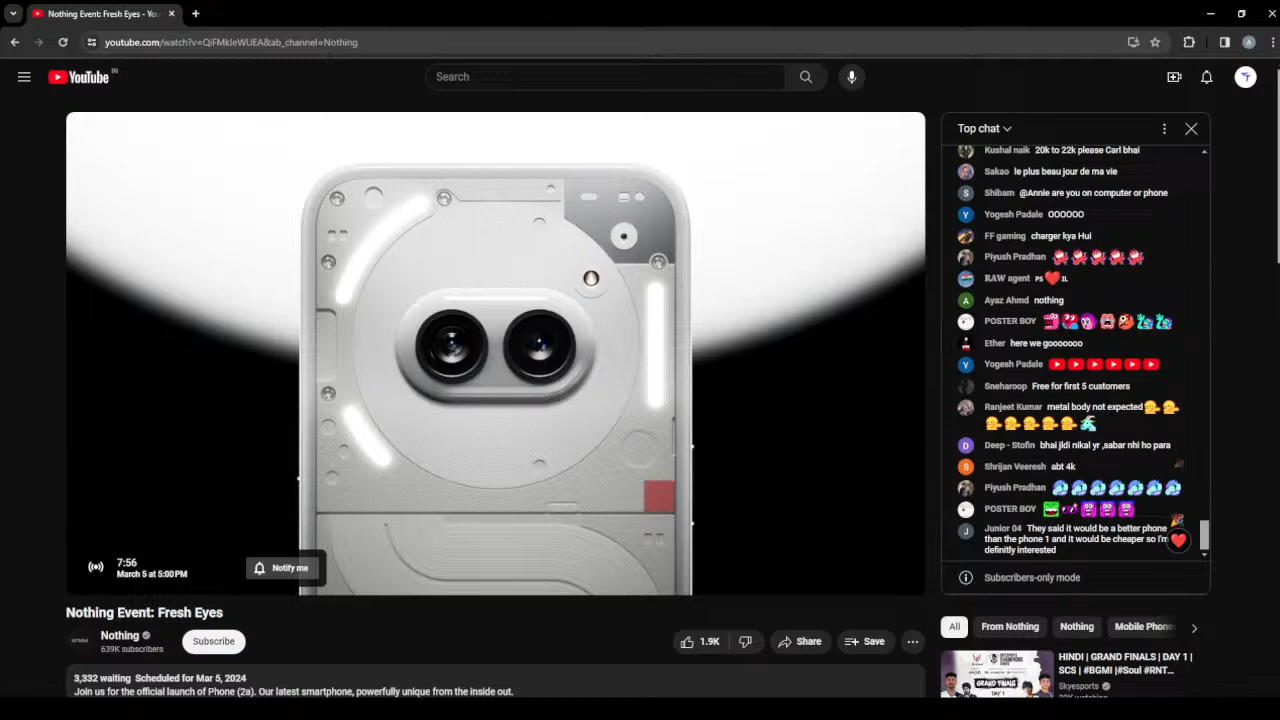 Nothing Event: Fresh Eyes - You
youtube.com/watch?v=QiFMkleWUEA&ab_channel=Nothing
A
YouTube IN
Search
Top chat
Kushal naik 20k to 22k please Carl bhai
Sakao le plus beau jour de ma vie
S
Shibam @Annie are you on computer or phone
Y
Yogesh Padale OOOOOO
FF gaming charger kya Hui
Piyush Pradhan
RAW agent PS❤️IL
A
Ayaz Ahmd nothing
POSTER BOY
Ether here we gooooooo
Y
Yogesh Padale
Sneharoop Free for first 5 customers
Ranjeet Kumar metal body not expected
D
Deep - Stofin bhai jldi nikal yr ,sabar nhi ho para
S
Shrijan Veeresh abt 4k
Piyush Pradhan
POSTER BOY
J
Junior 04 They said it would be a better phone
than the phone 1 and it would be cheaper so I'm
definitly interested
Subscribers-only mode
7:56
March 5 at 5:00 PM
Notify me
Nothing Event: Fresh Eyes
Nothing
639K subscribers
Subscribe
1.9K
Share
Save
3,332 waiting Scheduled for Mar 5, 2024
Join us for the official launch of Phone (2a). Our latest smartphone, powerfully unique from the inside out.
All
From Nothing
Nothing
Mobile Phone
GRAND FINALS
DAY 1
HINDI | GRAND FINALS | DAY 1 |
SCS | #BGMI |#Soul #RNT...
Skyesports